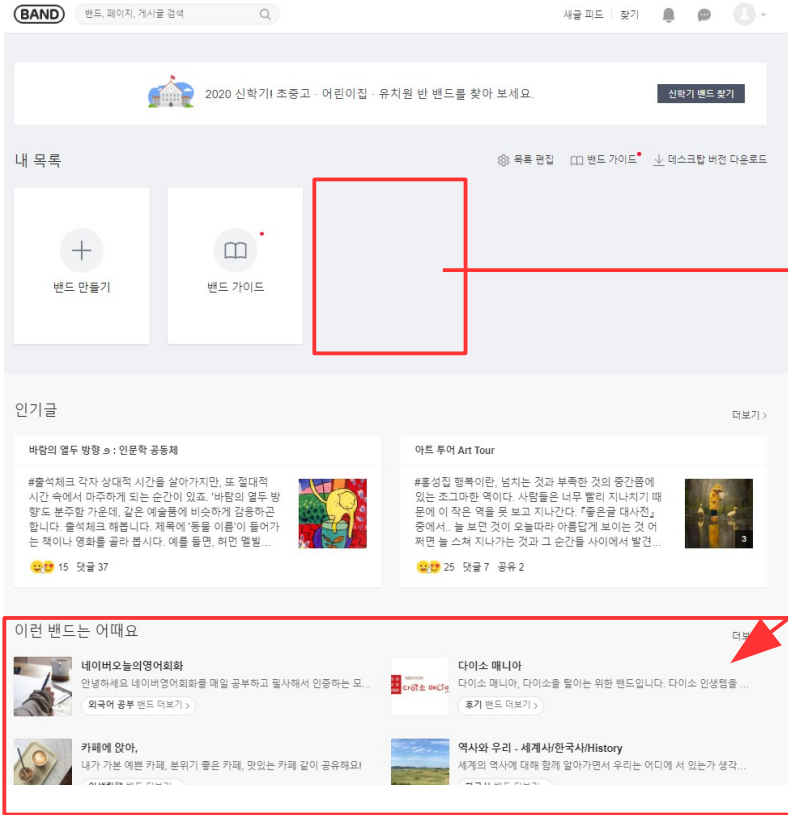 BAND 밴드, 페이지, 게시글 검색 새글 피드 찾기
2020 신학기! 초중고 · 어린이집 · 유치원 반 밴드를 찾아 보세요. 신학기 밴드 찾기
내 목록 목록 편집 밴드 가이드 데스크탑 버전 다운로드
밴드 만들기 밴드 가이드
인기글 더보기 >
바람의 열두 방향 ೨ : 인문학 공동체
#출석체크 각자 상대적 시간을 살아가지만, 또 절대적
시간 속에서 마주하게 되는 순간이 있죠. '바람의 열두 방
향'도 분주함 가운데, 같은 예술품에 비슷하게 감응하곤
합니다. 출석체크 해봅니다. 제목에 '동물 이름'이 들어가
는 책이나 영화를 골라 봅시다. 예를 들면, 허먼 멜빌...
15 댓글 37
아트 투어 Art Tour
#홍성집 행복이란, 넘치는 것과 부족한 것의 중간쯤에
있는 조그마한 역이다. 사람들은 너무 빨리 지나치기 때
문에 이 작은 역을 못 보고 지나간다. 『좋은글 대사전』
중에서.. 늘 보던 것이 오늘따라 아름답게 보이는 것 어
쩌면 늘 스쳐 지나가는 것과 그 순간들 사이에서 발견...
3
25 댓글 7 공유 2
이런 밴드는 어때요
네이버오늘의영어회화
안녕하세요 네이버영어회화를 매일 공부하고 필사해서 인증하는 모...
외국어 공부 밴드 더보기 >
다이소 매니아
다이소 매니아, 다이소을 털이는 위한 밴드입니다. 다이소 인생템을 ...
후기 밴드 더보기 >
카페에 앉아,
내가 가본 예쁜 카페, 분위기 좋은 카페, 맛있는 카페 같이 공유해요!
역사와 우리 - 세계사/한국사/History
세계의 역사에 대해 함께 알아가면서 우리는 어디에 서 있는가 생각...